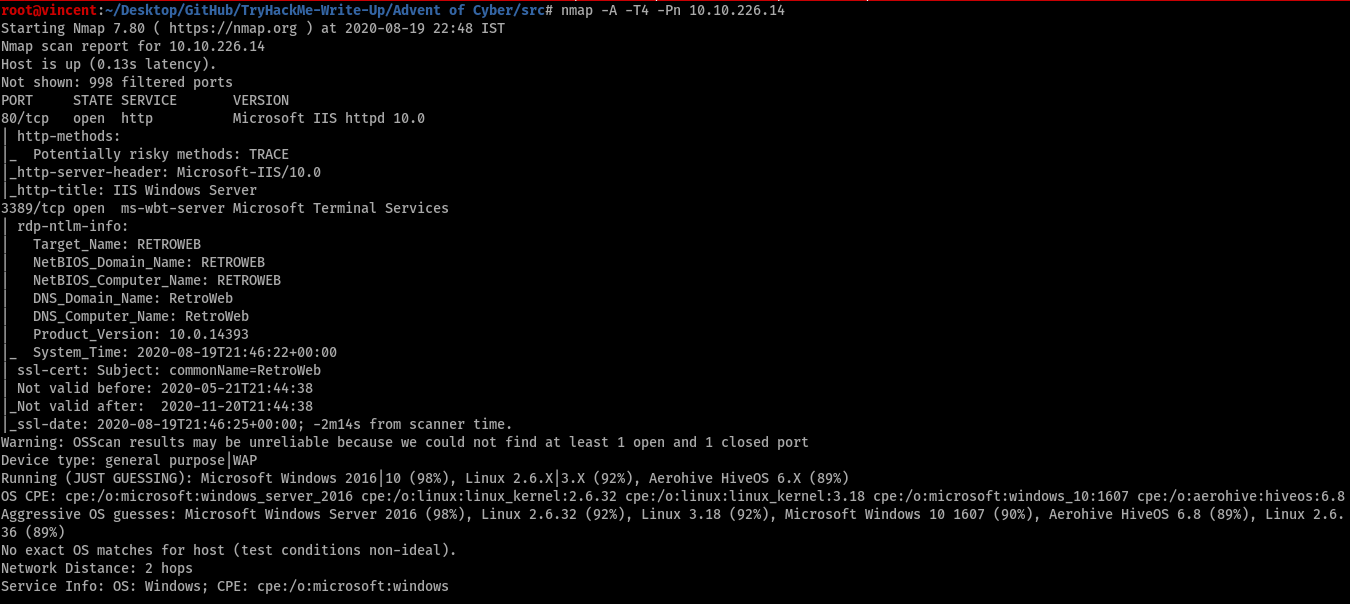 root@vincent:~/Desktop/GitHub/TryHackMe-Write-Up/Advent of Cyber/src# nmap -A -T4 -Pn 10.10.226.14
Starting Nmap 7.80 ( https://nmap.org ) at 2020-08-19 22:48 IST
Nmap scan report for 10.10.226.14
Host is up (0.13s latency).
Not shown: 998 filtered ports
PORT     STATE SERVICE       VERSION
80/tcp   open  http          Microsoft IIS httpd 10.0
| http-methods:
|_  Potentially risky methods: TRACE
|_http-server-header: Microsoft-IIS/10.0
|_http-title: IIS Windows Server
3389/tcp open  ms-wbt-server Microsoft Terminal Services
| rdp-ntlm-info:
|   Target_Name: RETROWEB
|   NetBIOS_Domain_Name: RETROWEB
|   NetBIOS_Computer_Name: RETROWEB
|   DNS_Domain_Name: RetroWeb
|   DNS_Computer_Name: RetroWeb
|   Product_Version: 10.0.14393
|_  System_Time: 2020-08-19T21:46:22+00:00
| ssl-cert: Subject: commonName=RetroWeb
| Not valid before: 2020-05-21T21:44:38
|_Not valid after:  2020-11-20T21:44:38
|_ssl-date: 2020-08-19T21:46:25+00:00; -2m14s from scanner time.
Warning: OSScan results may be unreliable because we could not find at least 1 open and 1 closed port
Device type: general purpose|WAP
Running (JUST GUESSING): Microsoft Windows 2016|10 (98%), Linux 2.6.X|3.X (92%), Aerohive HiveOS 6.X (89%)
OS CPE: cpe:/o:microsoft:windows_server_2016 cpe:/o:linux:linux_kernel:2.6.32 cpe:/o:linux:linux_kernel:3.18 cpe:/o:microsoft:windows_10:1607 cpe:/o:aerohive:hiveos:6.8
Aggressive OS guesses: Microsoft Windows Server 2016 (98%), Linux 2.6.32 (92%), Linux 3.18 (92%), Microsoft Windows 10 1607 (90%), Aerohive HiveOS 6.8 (89%), Linux 2.6.
36 (89%)
No exact OS matches for host (test conditions non-ideal).
Network Distance: 2 hops
Service Info: OS: Windows; CPE: cpe:/o:microsoft:windows